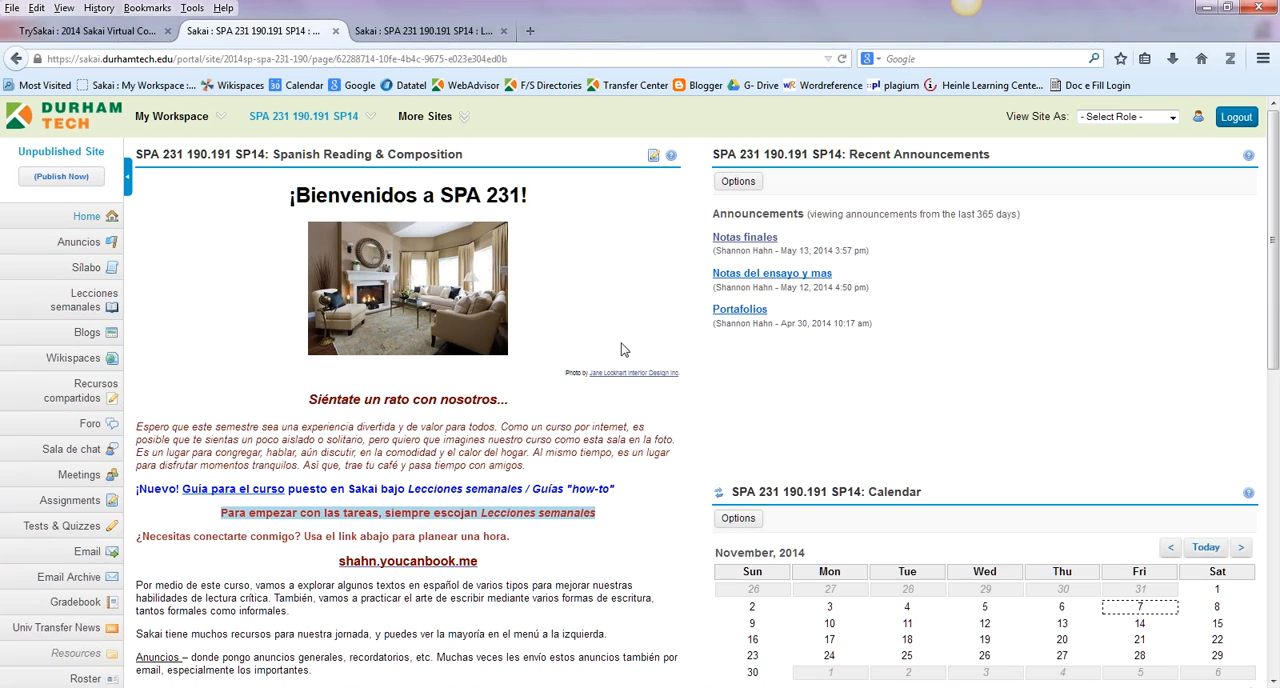 File Edit View History Bookmarks Tools Help
TrySakai : 2014 Sakai Virtual Co... × Sakai : SPA 231 190.191 SP14 : ... × Sakai : SPA 231 190.191 SP14 : L... × +
https://sakai.durhamtech.edu/portal/site/2014sp-spa-231-190/page/62288714-10fe-4b4c-9675-e023e304ed0b
Google
Most Visited Sakai : My Workspace :... Wikispaces Calendar Google Datatel WebAdvisor F/S Directories Transfer Center Blogger G- Drive Wordreference plagium Heinle Learning Cente... Doc e Fill Login
DURHAM
TECH
My Workspace SPA 231 190.191 SP14 More Sites
View Site As: - Select Role - Logout
Unpublished Site
(Publish Now)
Home
Anuncios
Sílabo
Lecciones
semanales
Blogs
Wikispaces
Recursos
compartidos
Foro
Sala de chat
Meetings
Assignments
Tests & Quizzes
Email
Email Archive
Gradebook
Univ Transfer News
Resources
Roster
SPA 231 190.191 SP14: Spanish Reading & Composition
¡Bienvenidos a SPA 231!
Photo by Jane Lockhart Interior Design Inc.
Siéntate un rato con nosotros...
Espero que este semestre sea una experiencia divertida y de valor para todos. Como un curso por internet, es
posible que te sientas un poco aislado o solitario, pero quiero que imagines nuestro curso como esta sala en la foto.
Es un lugar para congregar, hablar, aún discutir, en la comodidad y el calor del hogar. Al mismo tiempo, es un lugar
para disfrutar momentos tranquilos. Así que, trae tu café y pasa tiempo con amigos.
¡Nuevo! Guía para el curso puesto en Sakai bajo Lecciones semanales / Guías "how-to"
Para empezar con las tareas, siempre escojan Lecciones semanales
¿Necesitas conectarte conmigo? Usa el link abajo para planear una hora.
shahn.youcanbook.me
Por medio de este curso, vamos a explorar algunos textos en español de varios tipos para mejorar nuestras
habilidades de lectura crítica. También, vamos a practicar el arte de escribir mediante varios formas de escritura,
tantos formales como informales.
Sakai tiene muchos recursos para nuestra jornada, y puedes ver la mayoría en el menú a la izquierda.
Anuncios – donde pongo anuncios generales, recordatorios, etc. Muchas veces les envío estos anuncios también por
email, especialmente los importantes.
SPA 231 190.191 SP14: Recent Announcements
Options
Announcements (viewing announcements from the last 365 days)
Notas finales
(Shannon Hahn - May 13, 2014 3:57 pm)
Notas del ensayo y mas
(Shannon Hahn - May 12, 2014 4:50 pm)
Portafolios
(Shannon Hahn - Apr 30, 2014 10:17 am)
SPA 231 190.191 SP14: Calendar
Options
November, 2014 < Today >
Sun Mon Tue Wed Thu Fri Sat
26 27 28 29 30 31 1
2 3 4 5 6 7 8
9 10 11 12 13 14 15
16 17 18 19 20 21 22
23 24 25 26 27 28 29
30 1 2 3 4 5 6